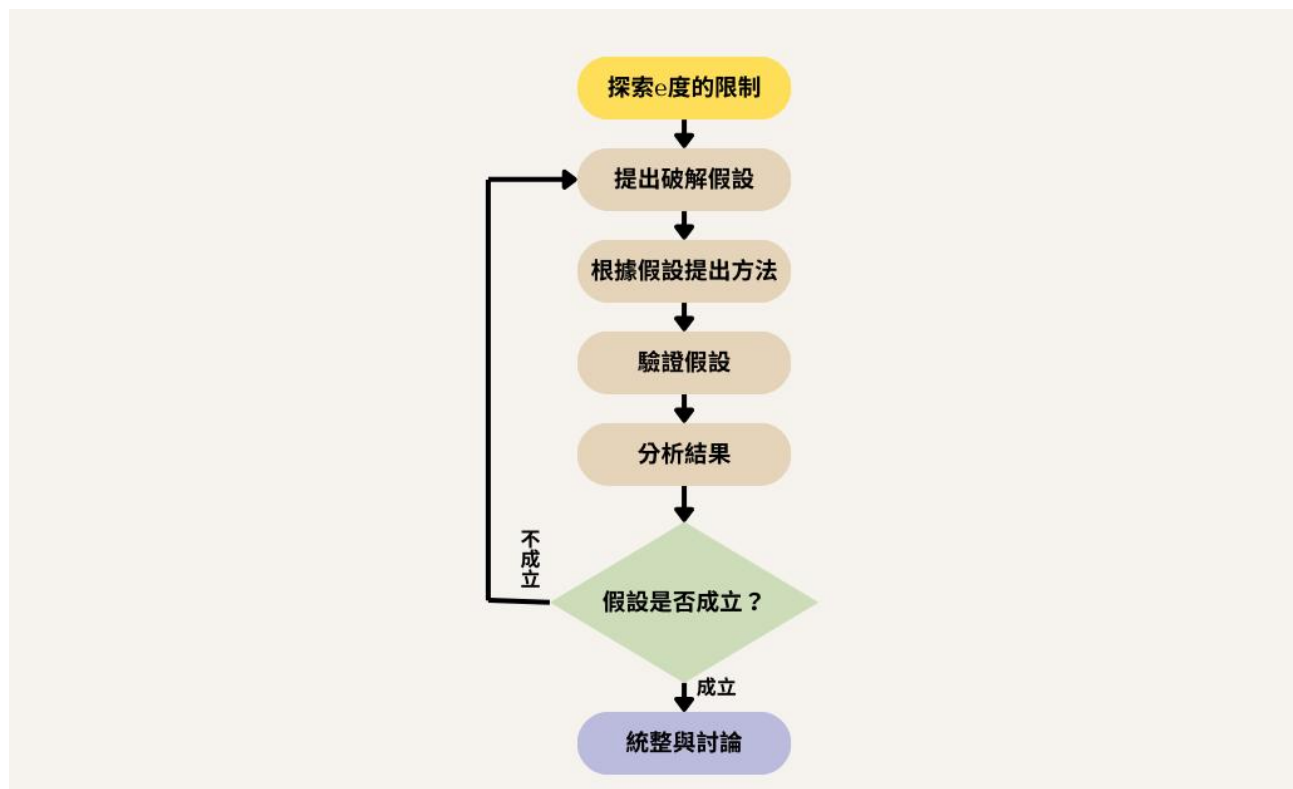 探索e度的限制
提出破解假設
根據假設提出方法
驗證假設
分析結果
不成立
假設是否成立？
成立
統整與討論